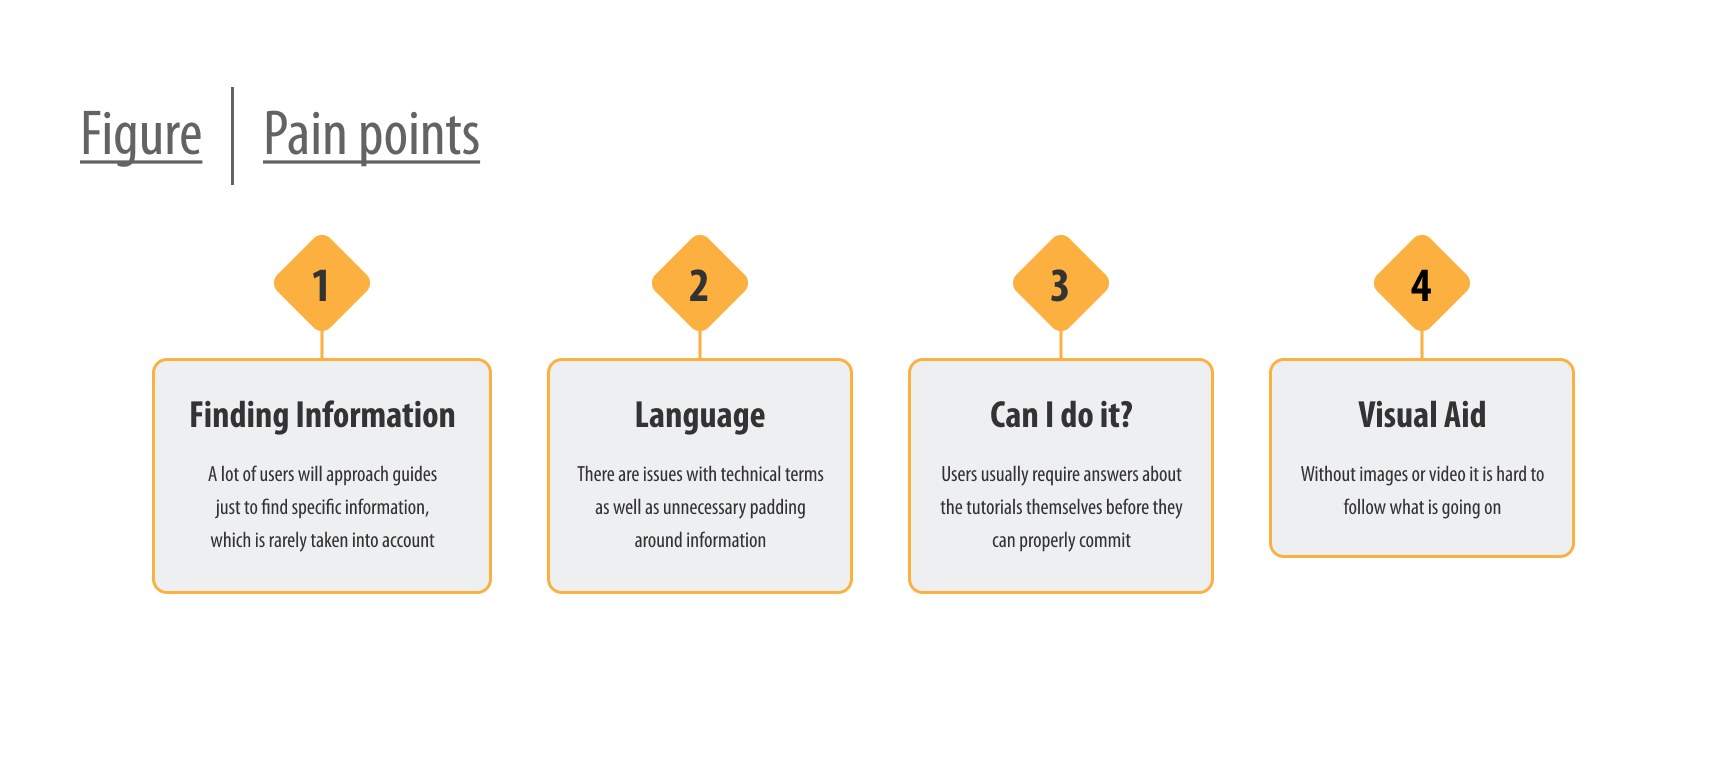 Figure
Pain points
1
Finding Information
A lot of users will approach guides
just to find specific information,
which is rarely taken into account
2
Language
There are issues with technical terms
as well as unnecessary padding
around information
3
Can I do it?
Users usually require answers about
the tutorials themselves before they
can properly commit
4
Visual Aid
Without images or video it is hard to
follow what is going on